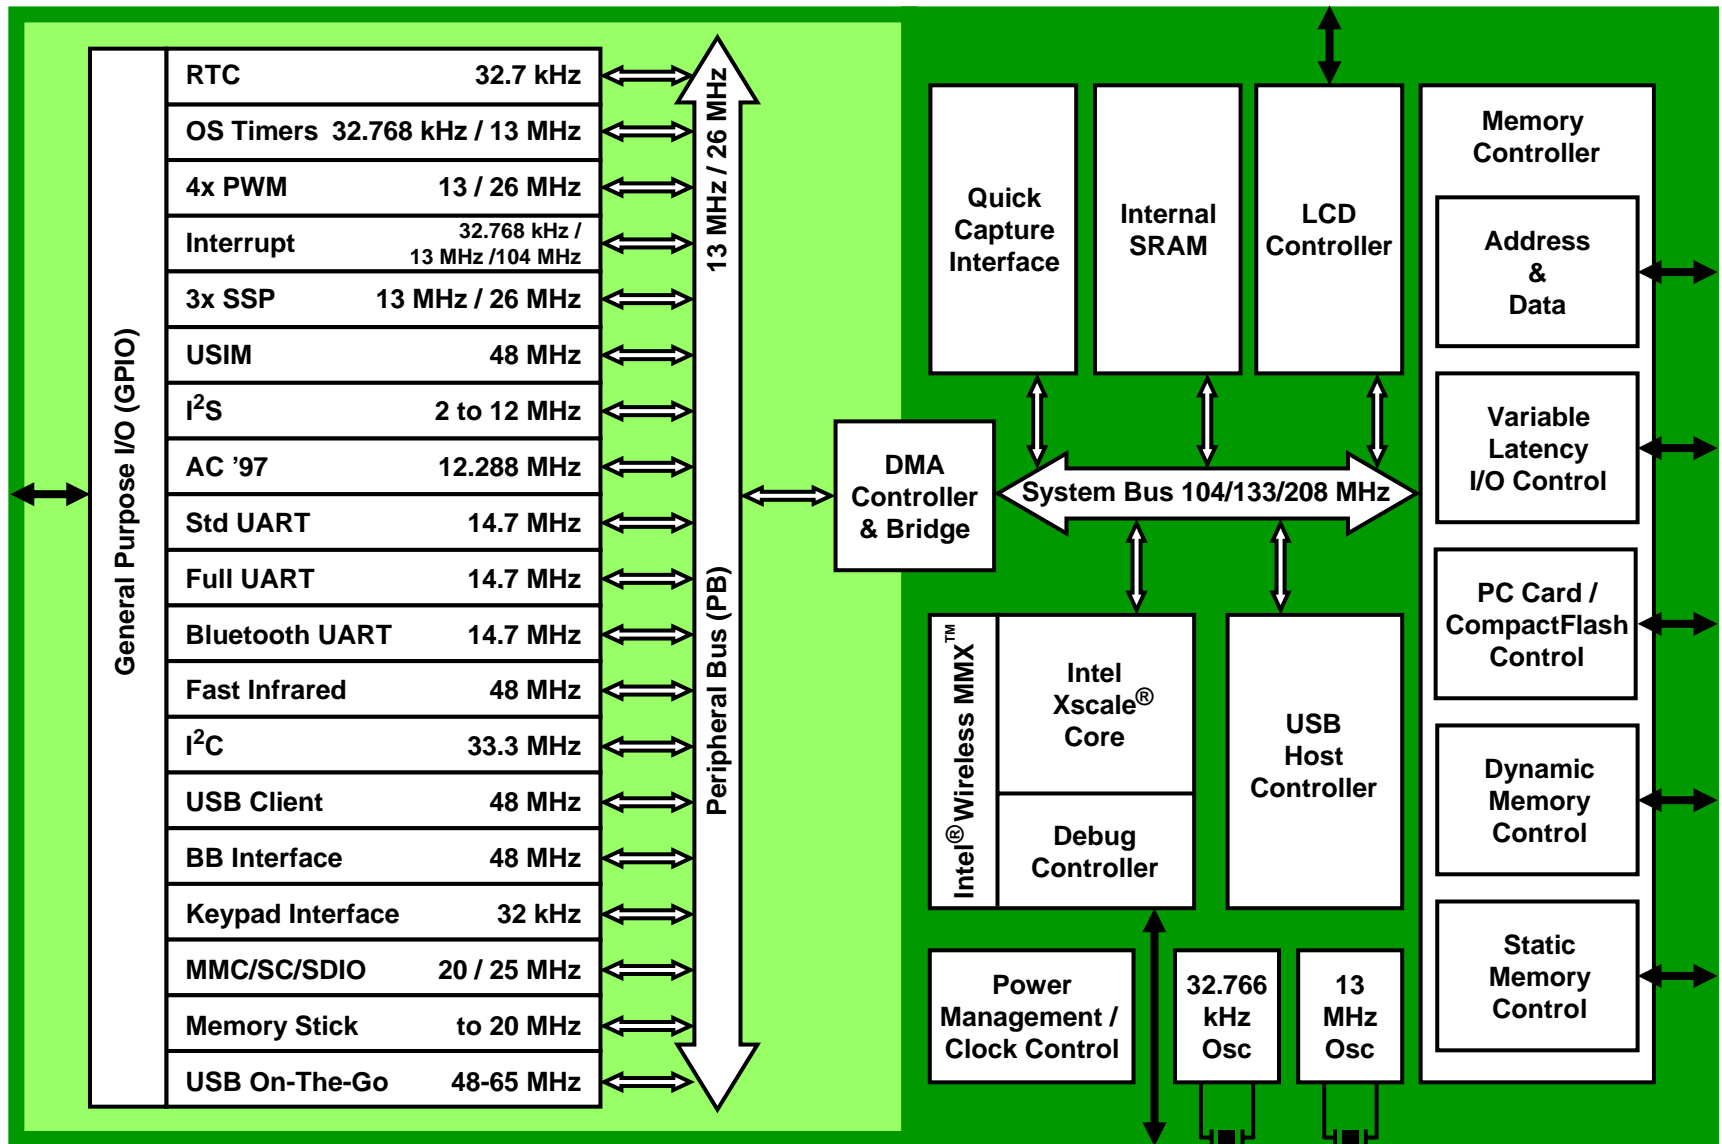 General Purpose I/O (GPIO)
RTC 32.7 kHz
OS Timers 32.768 kHz / 13 MHz
4x PWM 13 / 26 MHz
Interrupt 32.768 kHz /
13 MHz /104 MHz
3x SSP 13 MHz / 26 MHz
USIM 48 MHz
I²S 2 to 12 MHz
AC ’97 12.288 MHz
Std UART 14.7 MHz
Full UART 14.7 MHz
Bluetooth UART 14.7 MHz
Fast Infrared 48 MHz
I²C 33.3 MHz
USB Client 48 MHz
BB Interface 48 MHz
Keypad Interface 32 kHz
MMC/SC/SDIO 20 / 25 MHz
Memory Stick to 20 MHz
USB On-The-Go 48-65 MHz
Peripheral Bus (PB) 13 MHz / 26 MHz
DMA
Controller
& Bridge
Quick
Capture
Interface
Internal
SRAM
LCD
Controller
System Bus 104/133/208 MHz
Intel® Wireless MMX™
Intel
Xscale®
Core
Debug
Controller
USB
Host
Controller
Power
Management /
Clock Control
32.766
kHz
Osc
13
MHz
Osc
Memory
Controller
Address
&
Data
Variable
Latency
I/O Control
PC Card /
CompactFlash
Control
Dynamic
Memory
Control
Static
Memory
Control